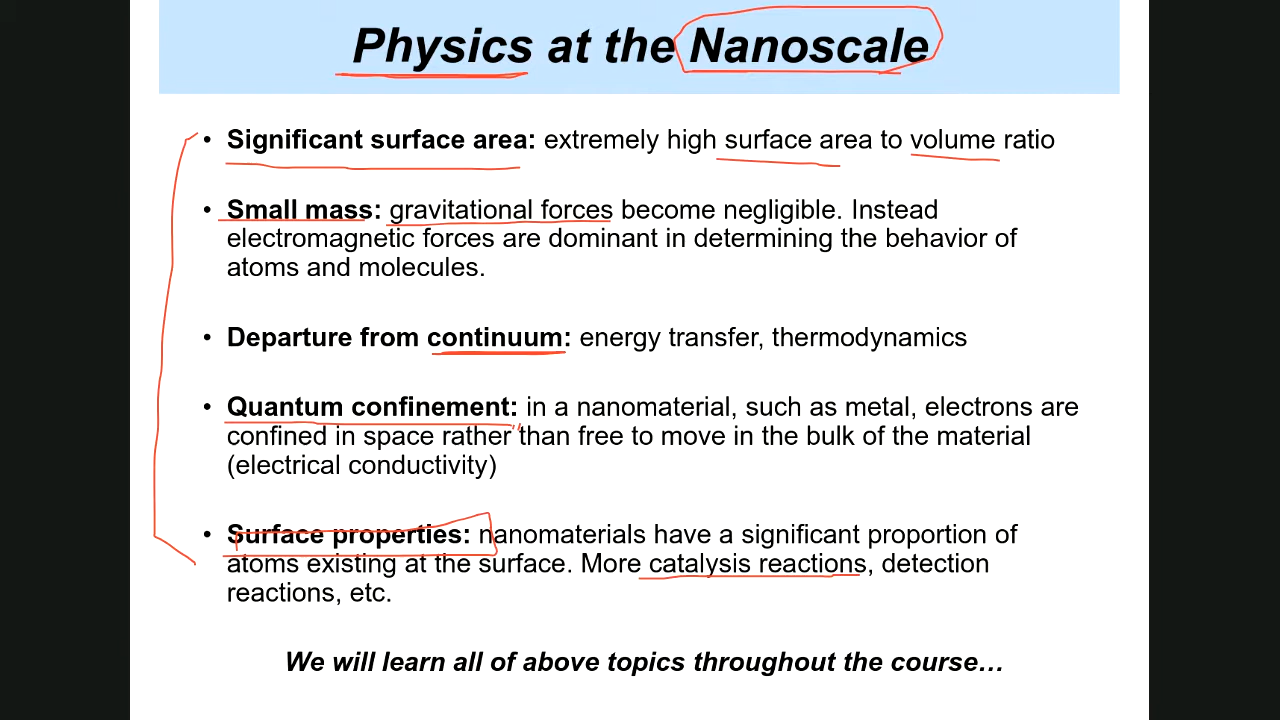 Physics at the Nanoscale
• Significant surface area: extremely high surface area to volume ratio
• Small mass: gravitational forces become negligible. Instead
electromagnetic forces are dominant in determining the behavior of
atoms and molecules.
• Departure from continuum: energy transfer, thermodynamics
• Quantum confinement: in a nanomaterial, such as metal, electrons are
confined in space rather than free to move in the bulk of the material
(electrical conductivity)
• Surface properties: nanomaterials have a significant proportion of
atoms existing at the surface. More catalysis reactions, detection
reactions, etc.
We will learn all of above topics throughout the course…